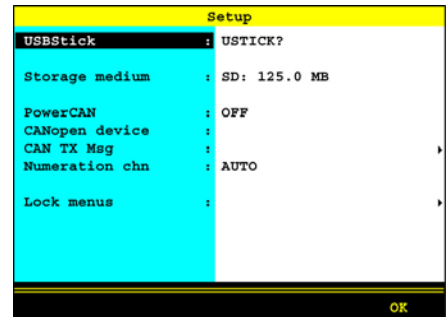 Setup
USBStick : USTICK?
Storage medium : SD: 125.0 MB
PowerCAN : OFF
CANopen device :
CAN TX Msg :
Numeration chn : AUTO
Lock menus :
OK